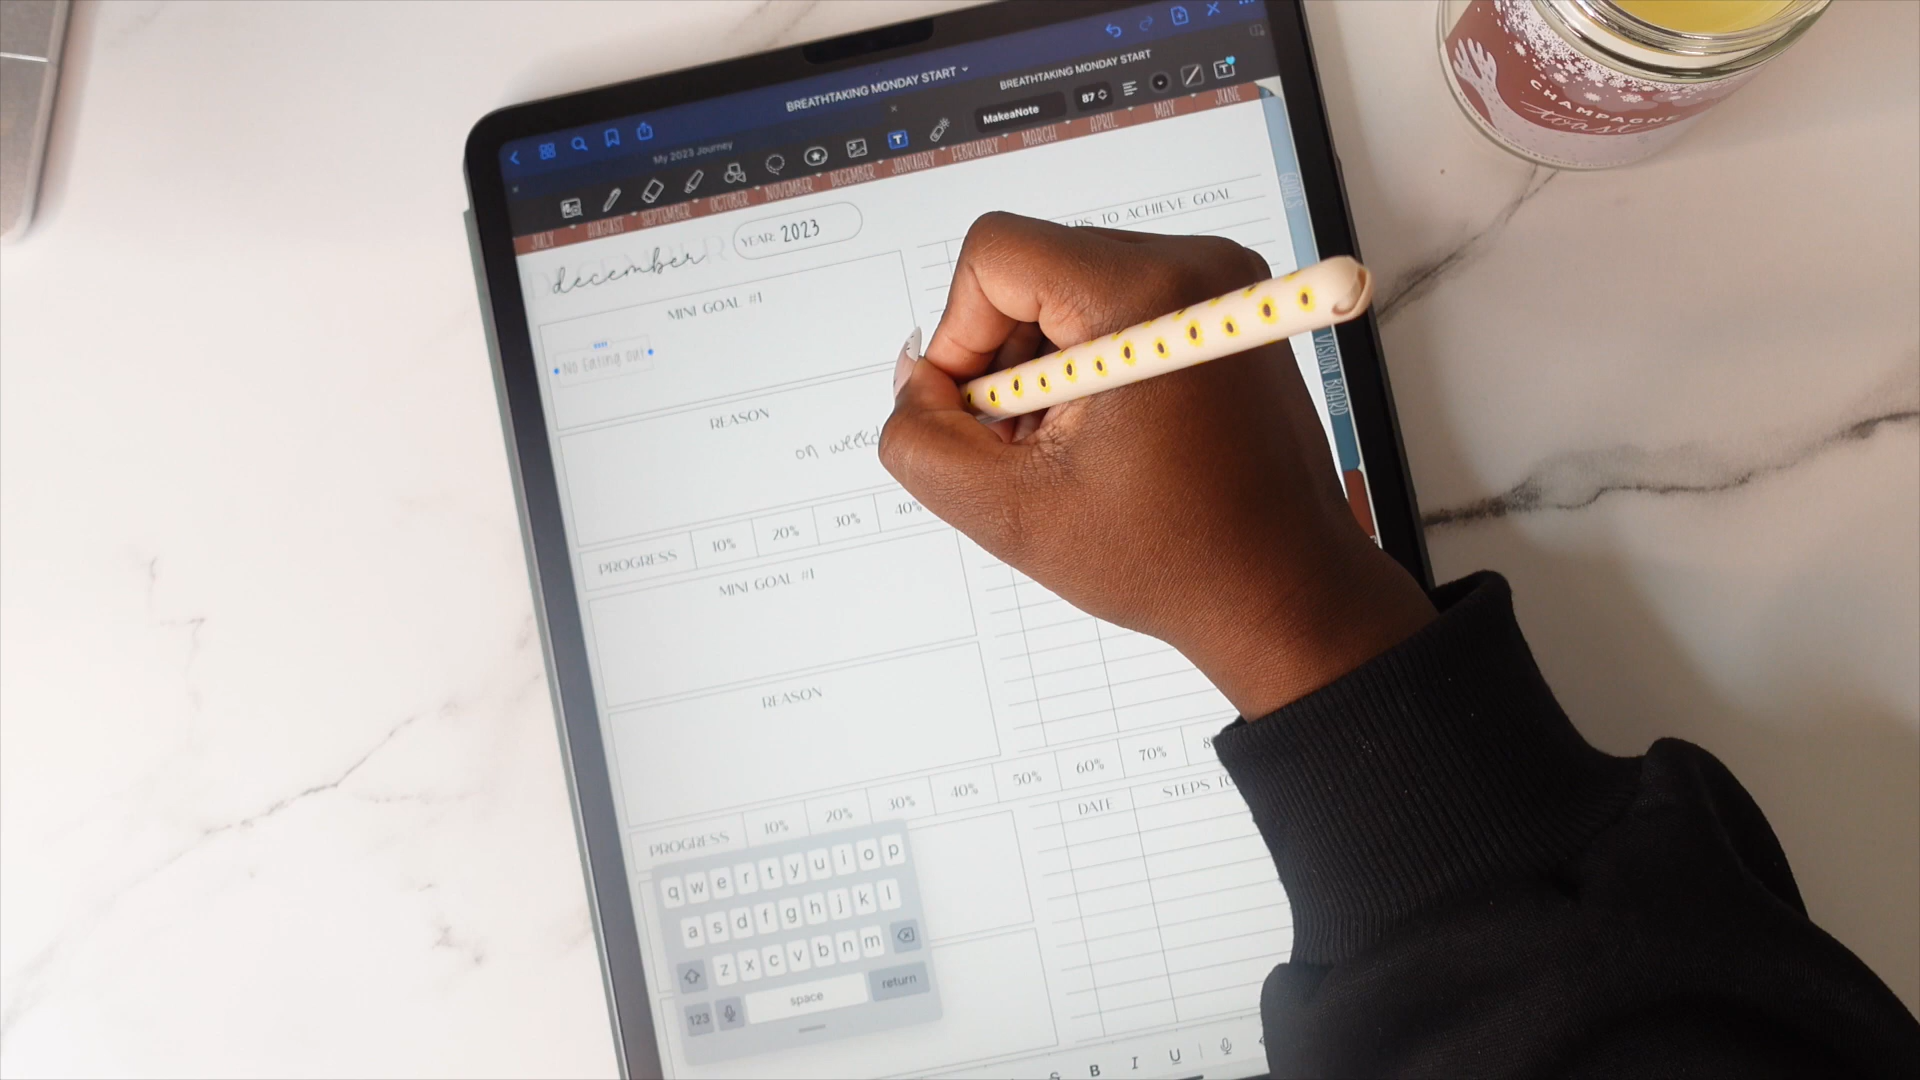 BREATHTAKING MONDAY START
BREATHTAKING MONDAY START
My 2023 Journey
MakeaNote
87
JULY AUGUST SEPTEMBER OCTOBER NOVEMBER DECEMBER JANUARY FEBRUARY MARCH APRIL MAY JUNE
december
YEAR: 2023
TO ACHIEVE GOAL
GOALS
VISION BOARD
MINI GOAL #1
No Eating out
REASON
on weekd
PROGRESS 10% 20% 30% 40%
MINI GOAL #1
REASON
PROGRESS 10% 20% 30% 40% 50% 60% 70% 8
DATE STEPS TO
q w e r t y u i o p
a s d f g h j k l
z x c v b n m
123 space return
S B I U
CHAMPAGNE
toast